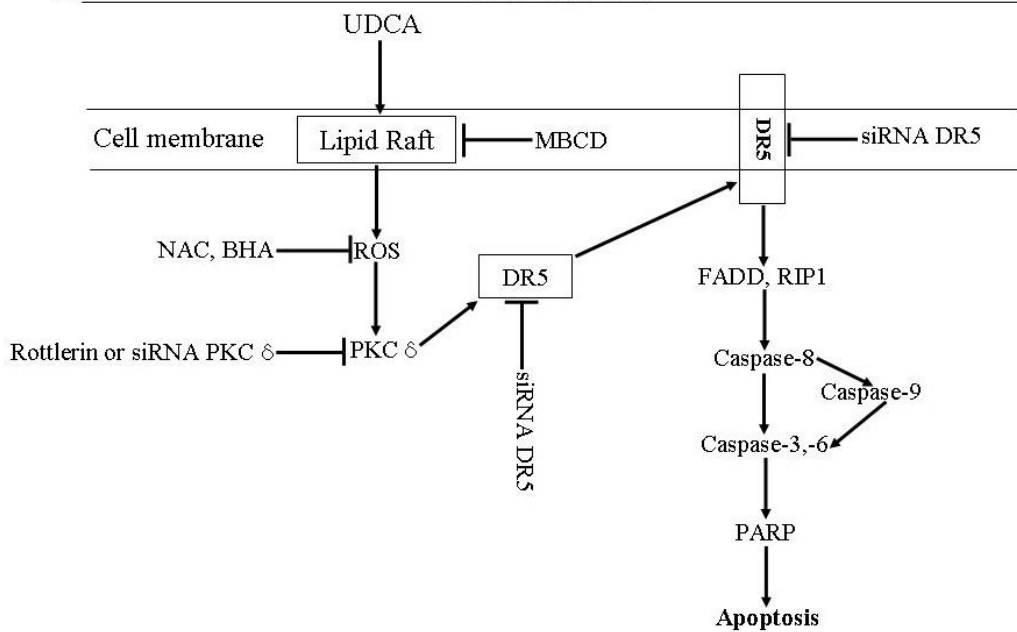 UDCA
Cell membrane
Lipid Raft
MBCD
DR5
siRNA DR5
NAC, BHA
ROS
DR5
FADD, RIP1
Rottlerin or siRNA PKC δ
PKC δ
siRNA DR5
Caspase-8
Caspase-9
Caspase-3,-6
PARP
Apoptosis